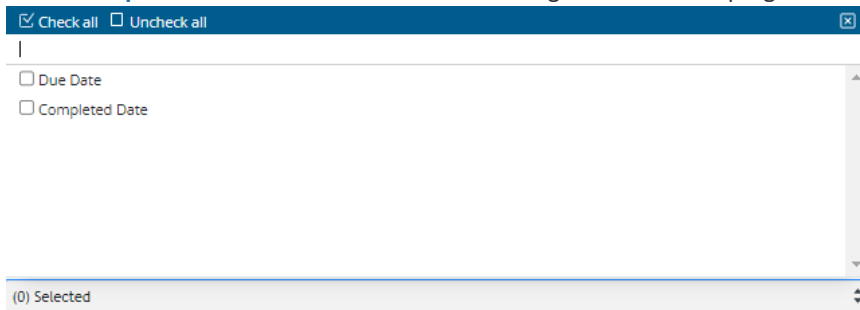 Check all Uncheck all
Due Date
Completed Date
(0) Selected